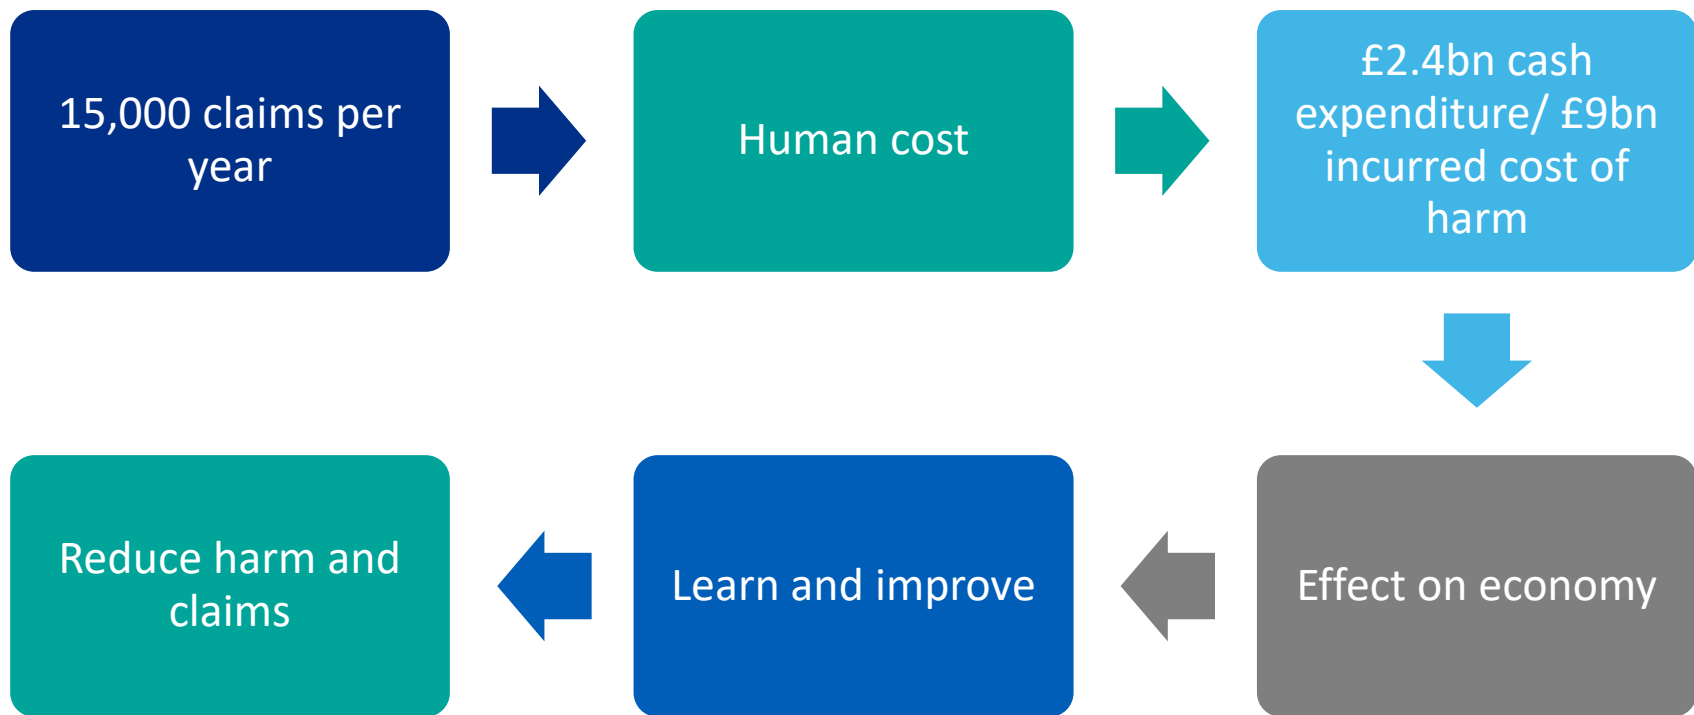 15,000 claims per
year
Human cost
£2.4bn cash
expenditure/ £9bn
incurred cost of
harm
Effect on economy
Learn and improve
Reduce harm and
claims